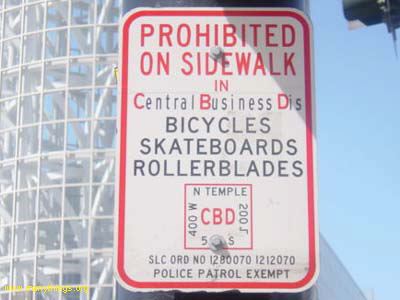 PROHIBITED
ON SIDEWALK
IN
Central Business Dis
BICYCLES
SKATEBOARDS
ROLLERBLADES
N TEMPLE
400 W
CBD
200
S
SLC ORD NO 1280070 1212070
POLICE PATROL EXEMPT